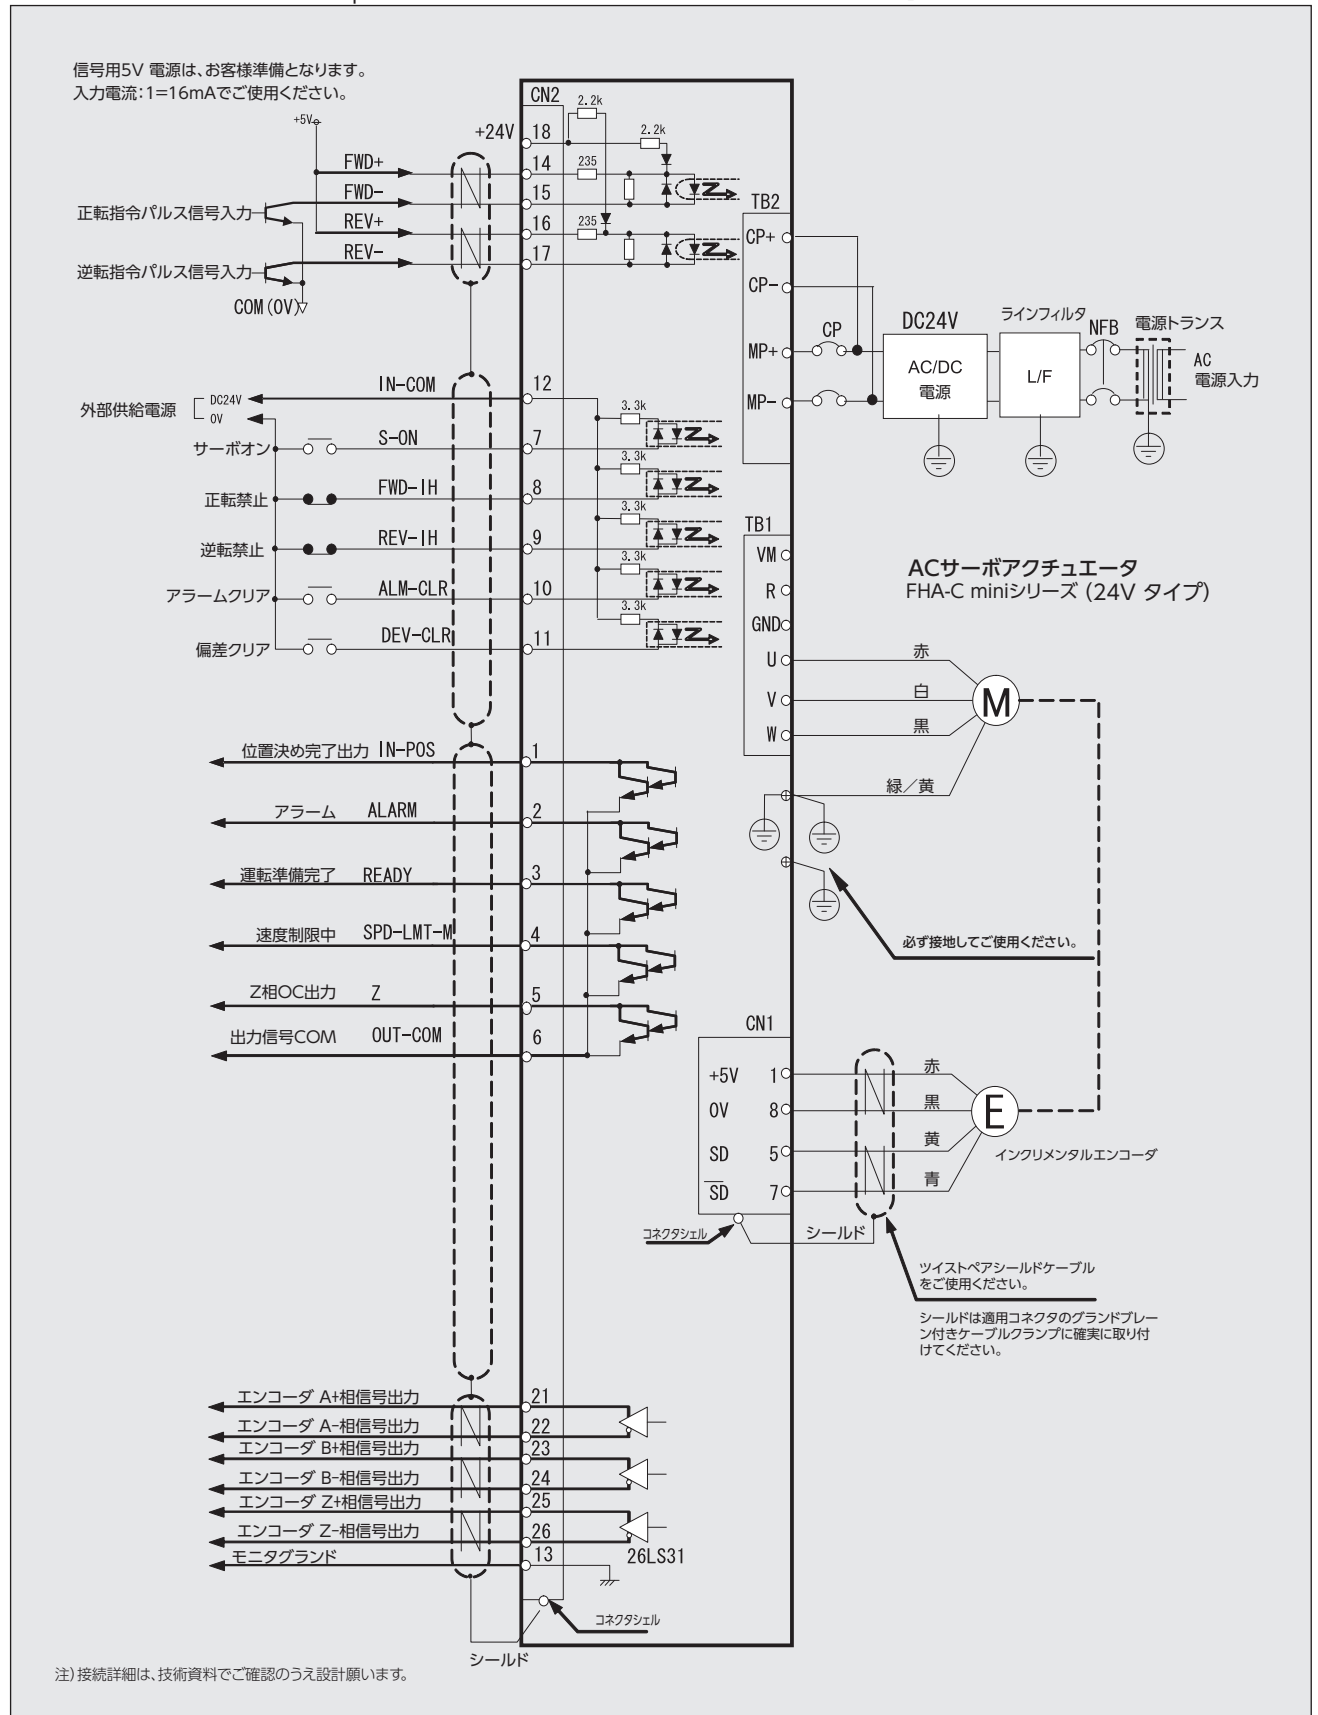 信号用5V 電源は、お客様準備となります。
入力電流:1=16mAでご使用ください。
+5V
CN2
2.2k
+24V
18
2.2k
FWD+
14
235
FWD-
15
正転指令パルス信号入力
REV+
16
235
REV-
17
逆転指令パルス信号入力
COM(0V)
TB2
CP+
CP-
MP+
MP-
CP
DC24V
AC/DC
電源
ラインフィルタ
L/F
NFB
電源トランス
AC
電源入力
IN-COM
12
外部供給電源
DC24V
0V
3.3k
サーボオン
S-ON
7
3.3k
正転禁止
FWD-IH
8
3.3k
逆転禁止
REV-IH
9
3.3k
アラームクリア
ALM-CLR
10
3.3k
偏差クリア
DEV-CLR
11
TB1
VM
R
GND
U
V
W
ACサーボアクチュエータ
FHA-C miniシリーズ (24V タイプ)
赤
白
黒
緑/黄
M
位置決め完了出力 IN-POS
1
アラーム ALARM
2
運転準備完了 READY
3
速度制限中 SPD-LMT-M
4
Z相OC出力 Z
5
出力信号COM OUT-COM
6
必ず接地してご使用ください。
CN1
+5V 1
0V 8
SD 5
SD 7
赤
黒
黄
青
E
インクリメンタルエンコーダ
コネクタシェル
シールド
ツイストペアシールドケーブル
をご使用ください。
シールドは適用コネクタのグランドブレー
ン付きケーブルクランプに確実に取り付
けてください。
エンコーダ A+相信号出力
21
エンコーダ A-相信号出力
22
エンコーダ B+相信号出力
23
エンコーダ B-相信号出力
24
エンコーダ Z+相信号出力
25
エンコーダ Z-相信号出力
26
モニタグランド
13
26LS31
コネクタシェル
シールド
注)接続詳細は、技術資料でご確認のうえ設計願います。